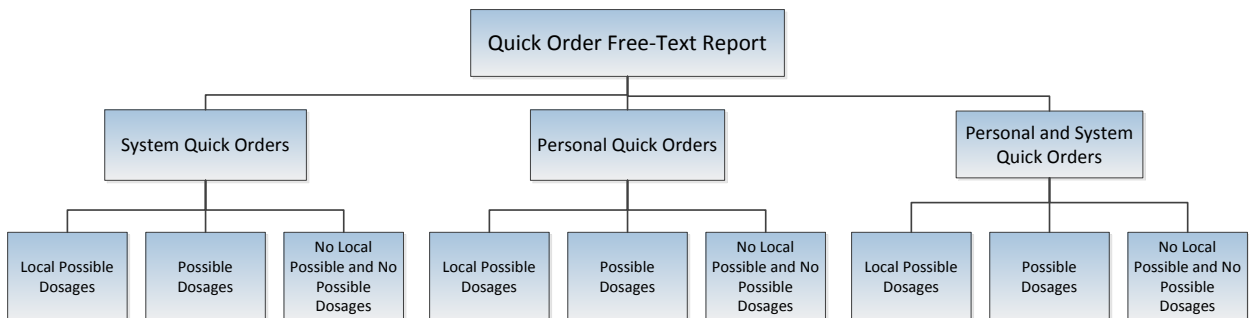 Quick Order Free-Text Report
System Quick Orders
Personal Quick Orders
Personal and System
Quick Orders
Local Possible
Dosages
Possible
Dosages
No Local
Possible and No
Possible
Dosages
Local Possible
Dosages
Possible
Dosages
No Local
Possible and No
Possible
Dosages
Local Possible
Dosages
Possible
Dosages
No Local
Possible and No
Possible
Dosages